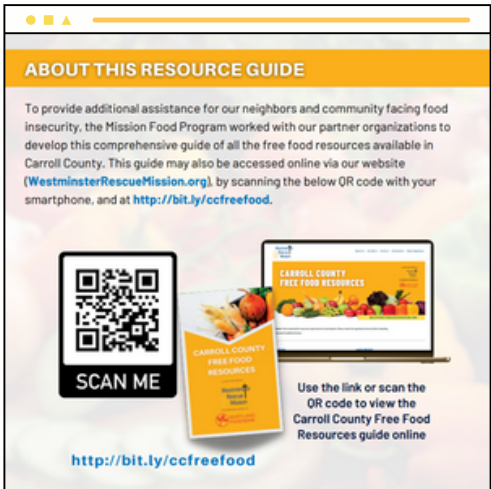 ABOUT THIS RESOURCE GUIDE
To provide additional assistance for our neighbors and community facing food
insecurity, the Mission Food Program worked with our partner organizations to
develop this comprehensive guide of all the free food resources available in
Carroll County. This guide may also be accessed online via our website
(WestminsterRescueMission.org), by scanning the below QR code with your
smartphone, and at http://bit.ly/ccfreefood.
SCAN ME
CARROLL COUNTY
FREE FOOD
RESOURCES
Rescue
Mission
CARROLL COUNTY
FREE FOOD RESOURCES
Use the link or scan the
QR code to view the
Carroll County Free Food
Resources guide online
http://bit.ly/ccfreefood